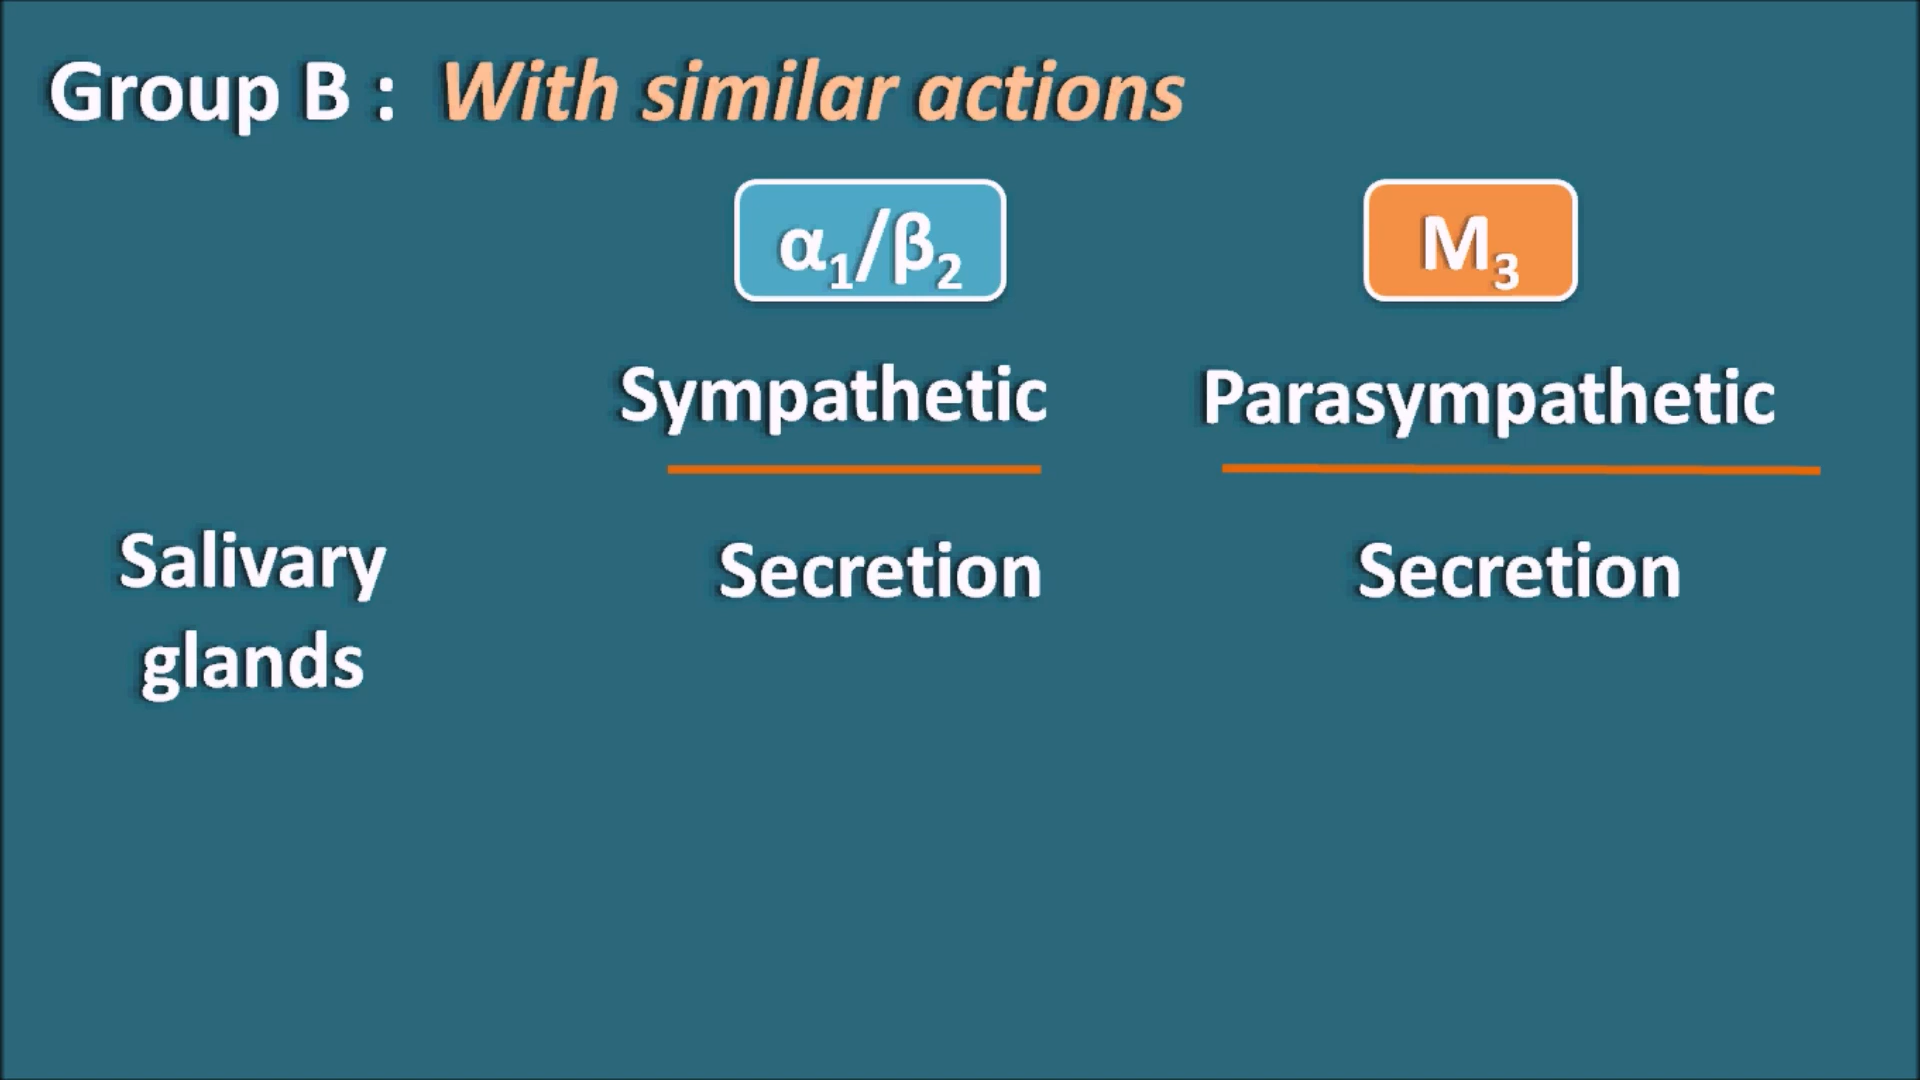 Group B : With similar actions
α₁/β₂ M₃
Sympathetic Parasympathetic
Salivary Secretion Secretion
glands